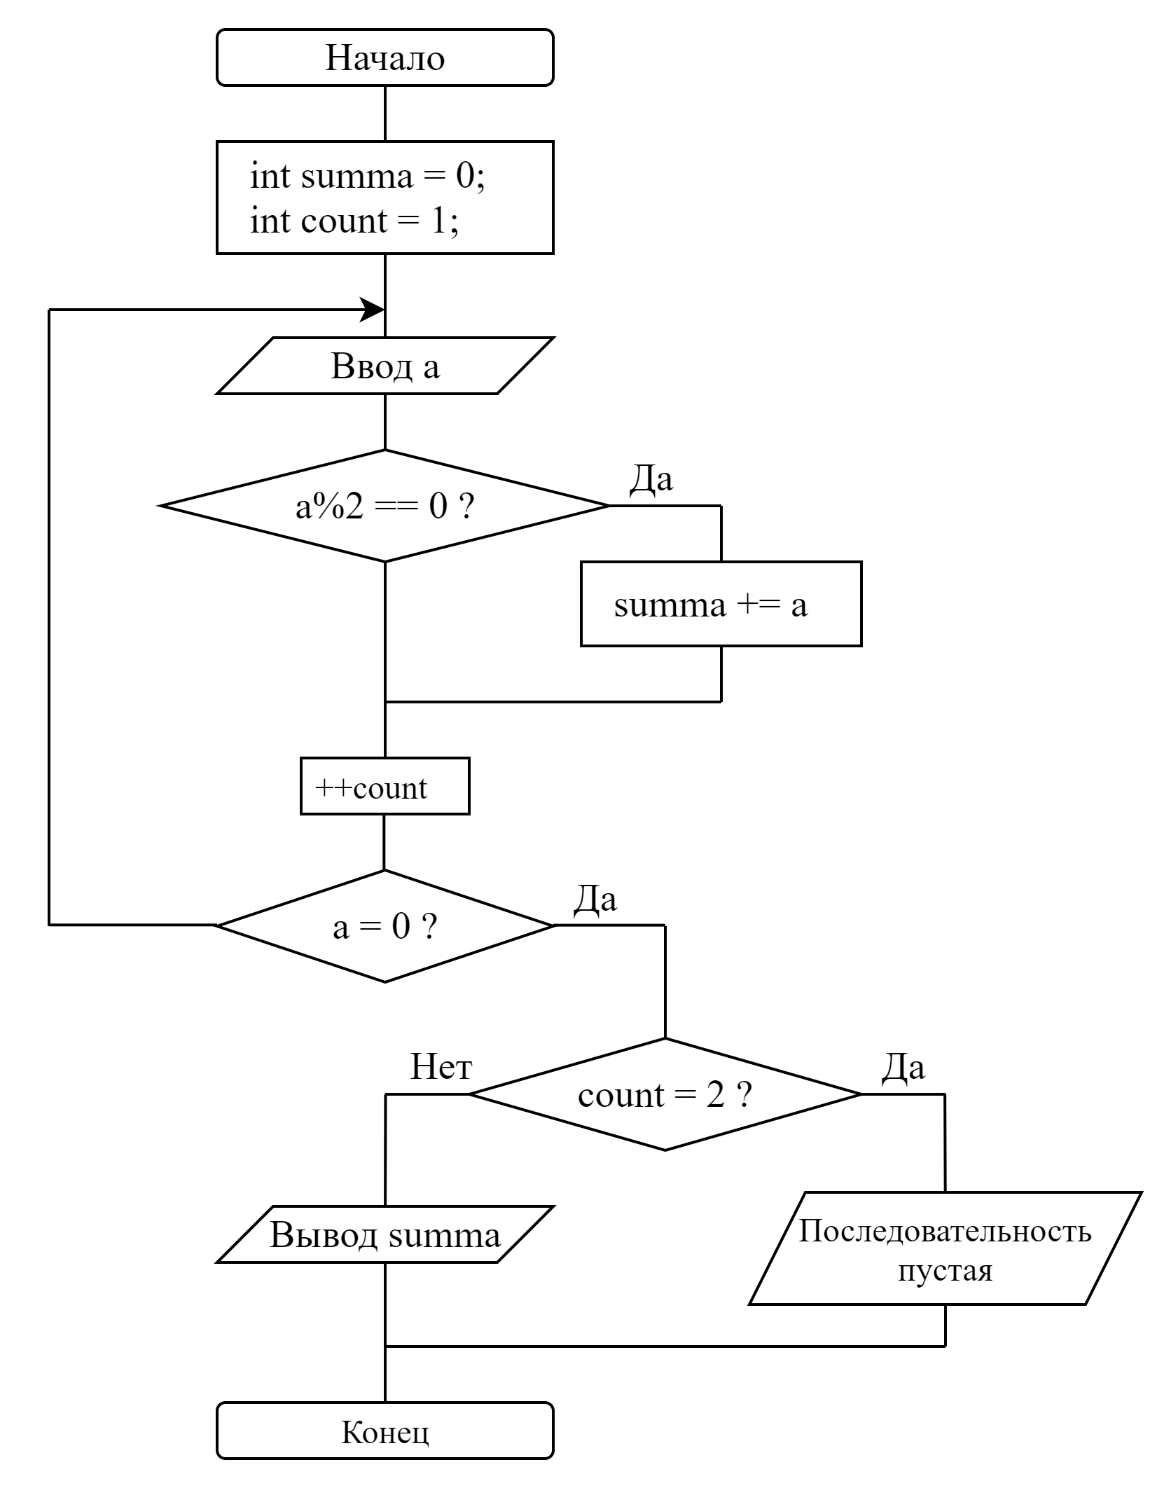 Начало
int summa = 0;
int count = 1;
Ввод a
a%2 == 0 ?
Да
summa += a
++count
a = 0 ?
Да
count = 2 ?
Нет
Да
Вывод summa
Последовательность
пустая
Конец